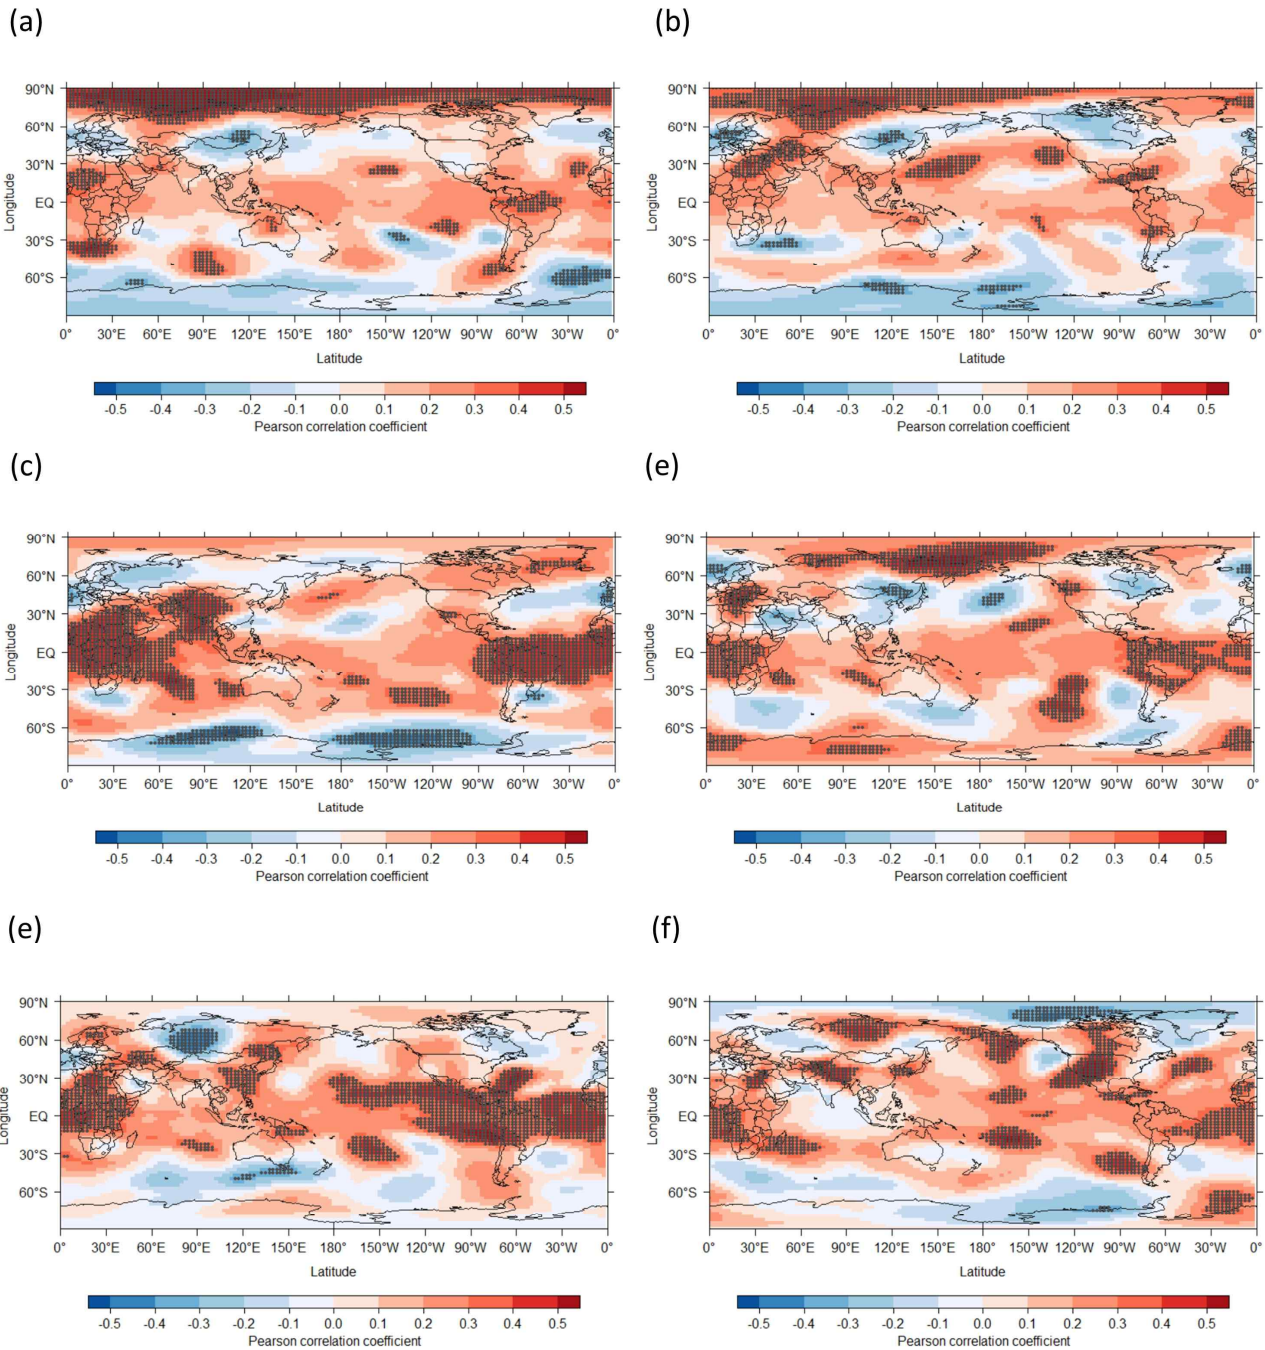 (a) (b)
90°N 90°N
60°N 60°N
30°N 30°N
EQ EQ
30°S 30°S
60°S 60°S
Longitude Longitude
0° 30°E 60°E 90°E 120°E 150°E 180° 150°W 120°W 90°W 60°W 30°W 0° 0° 30°E 60°E 90°E 120°E 150°E 180° 150°W 120°W 90°W 60°W 30°W 0°
Latitude Latitude
-0.5 -0.4 -0.3 -0.2 -0.1 0.0 0.1 0.2 0.3 0.4 0.5 -0.5 -0.4 -0.3 -0.2 -0.1 0.0 0.1 0.2 0.3 0.4 0.5
Pearson correlation coefficient Pearson correlation coefficient
(c) (e)
90°N 90°N
60°N 60°N
30°N 30°N
EQ EQ
30°S 30°S
60°S 60°S
Longitude Longitude
0° 30°E 60°E 90°E 120°E 150°E 180° 150°W 120°W 90°W 60°W 30°W 0° 0° 30°E 60°E 90°E 120°E 150°E 180° 150°W 120°W 90°W 60°W 30°W 0°
Latitude Latitude
-0.5 -0.4 -0.3 -0.2 -0.1 0.0 0.1 0.2 0.3 0.4 0.5 -0.5 -0.4 -0.3 -0.2 -0.1 0.0 0.1 0.2 0.3 0.4 0.5
Pearson correlation coefficient Pearson correlation coefficient
(e) (f)
90°N 90°N
60°N 60°N
30°N 30°N
EQ EQ
30°S 30°S
60°S 60°S
Longitude Longitude
0° 30°E 60°E 90°E 120°E 150°E 180° 150°W 120°W 90°W 60°W 30°W 0° 0° 30°E 60°E 90°E 120°E 150°E 180° 150°W 120°W 90°W 60°W 30°W 0°
Latitude Latitude
-0.5 -0.4 -0.3 -0.2 -0.1 0.0 0.1 0.2 0.3 0.4 0.5 -0.5 -0.4 -0.3 -0.2 -0.1 0.0 0.1 0.2 0.3 0.4 0.5
Pearson correlation coefficient Pearson correlation coefficient